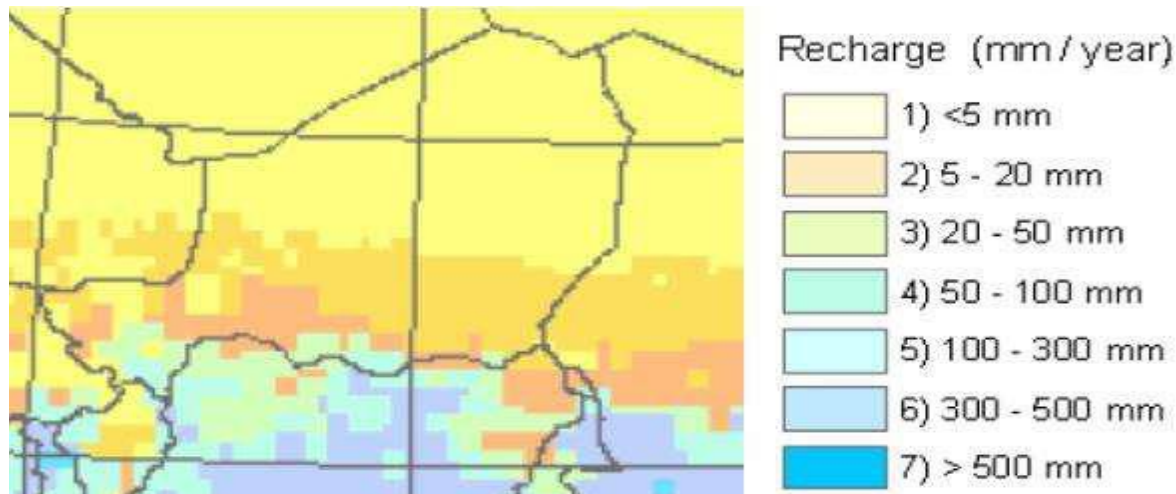 Recharge (mm / year)
1) <5 mm
2) 5 - 20 mm
3) 20 - 50 mm
4) 50 - 100 mm
5) 100 - 300 mm
6) 300 - 500 mm
7) > 500 mm